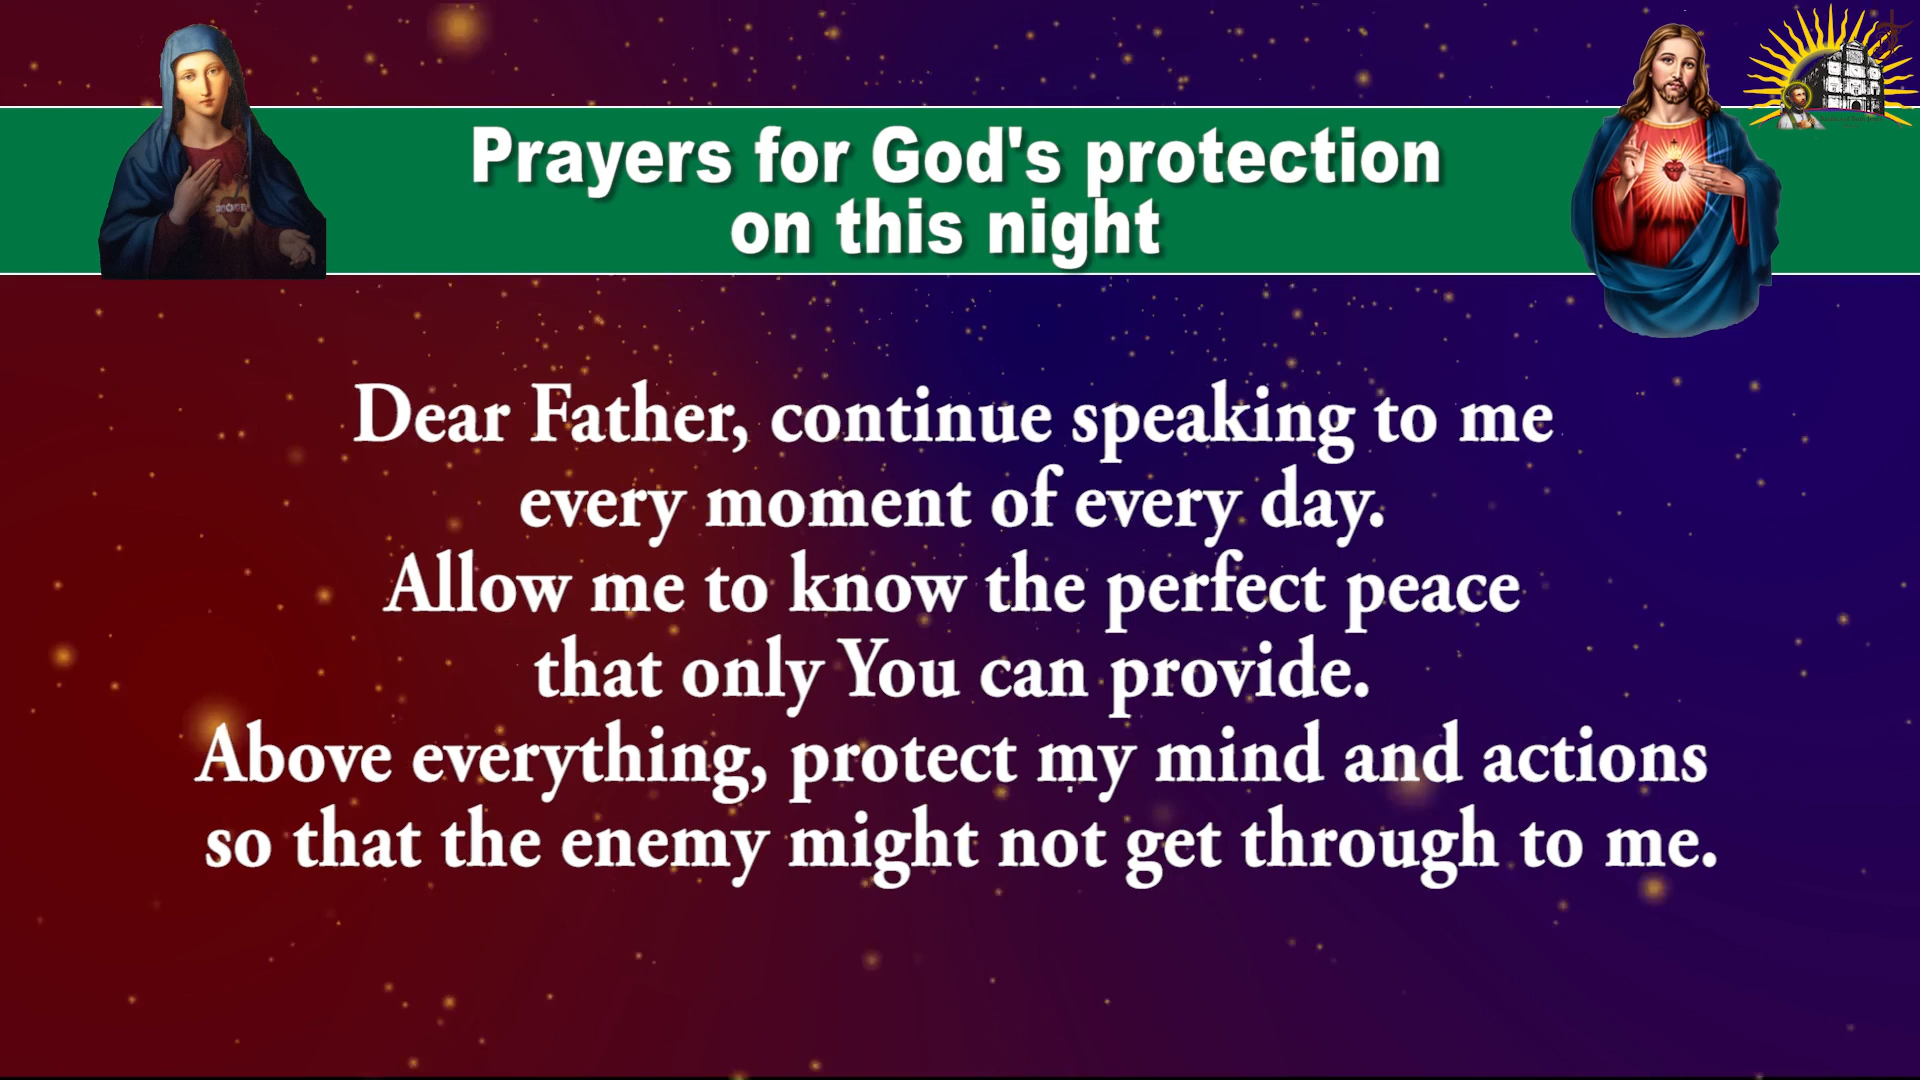 Prayers for God's protection
on this night
Dear Father, continue speaking to me
every moment of every day.
Allow me to know the perfect peace
that only You can provide.
Above everything, protect my mind and actions
so that the enemy might not get through to me.